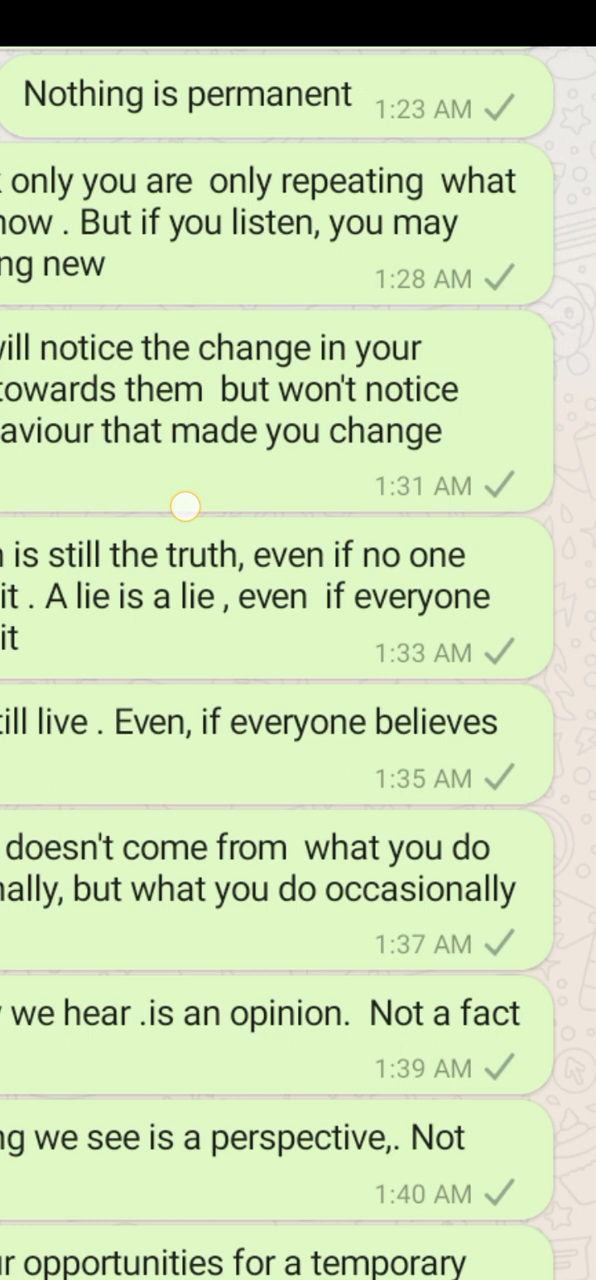 Nothing is permanent 1:23 AM
only you are only repeating what
now . But if you listen, you may
ng new 1:28 AM
will notice the change in your
towards them but won't notice
aviour that made you change
1:31 AM
is still the truth, even if no one
it . A lie is a lie , even if everyone
it 1:33 AM
till live . Even, if everyone believes
1:35 AM
doesn't come from what you do
nally, but what you do occasionally
1:37 AM
we hear .is an opinion. Not a fact
1:39 AM
ng we see is a perspective,. Not
1:40 AM
ur opportunities for a temporary